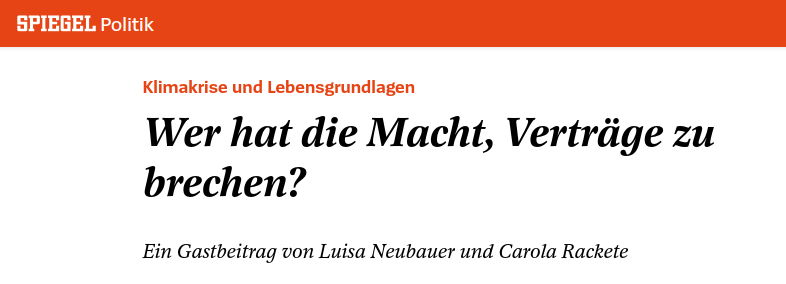 SPIEGEL Politik
Klimakrise und Lebensgrundlagen
Wer hat die Macht, Verträge zu
brechen?
Ein Gastbeitrag von Luisa Neubauer und Carola Rackete